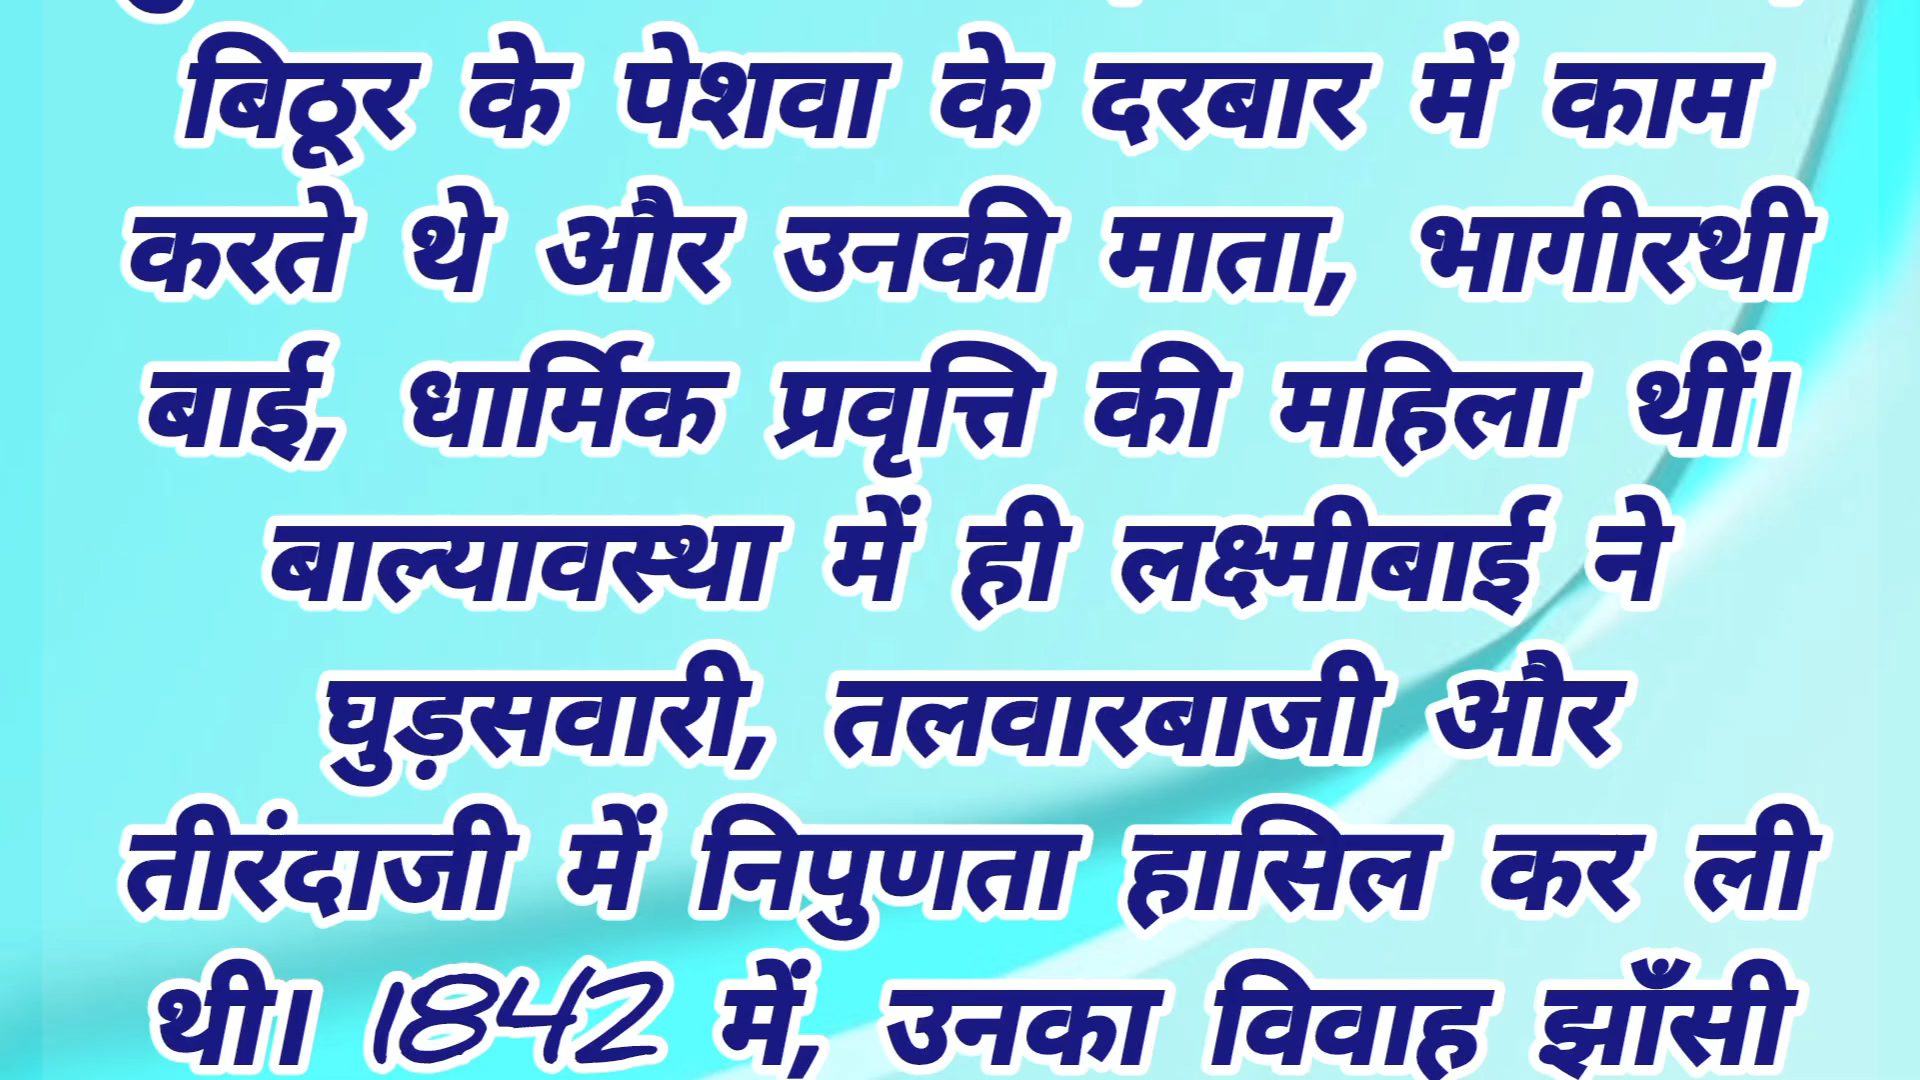 बिठूर के पेशवा के दरबार में काम
करते थे और उनकी माता, भागीरथी
बाई, धार्मिक प्रवृत्ति की महिला थीं।
बाल्यावस्था में ही लक्ष्मीबाई ने
घुड़सवारी, तलवारबाजी और
तीरंदाजी में निपुणता हासिल कर ली
थी। 1842 में, उनका विवाह झाँसी